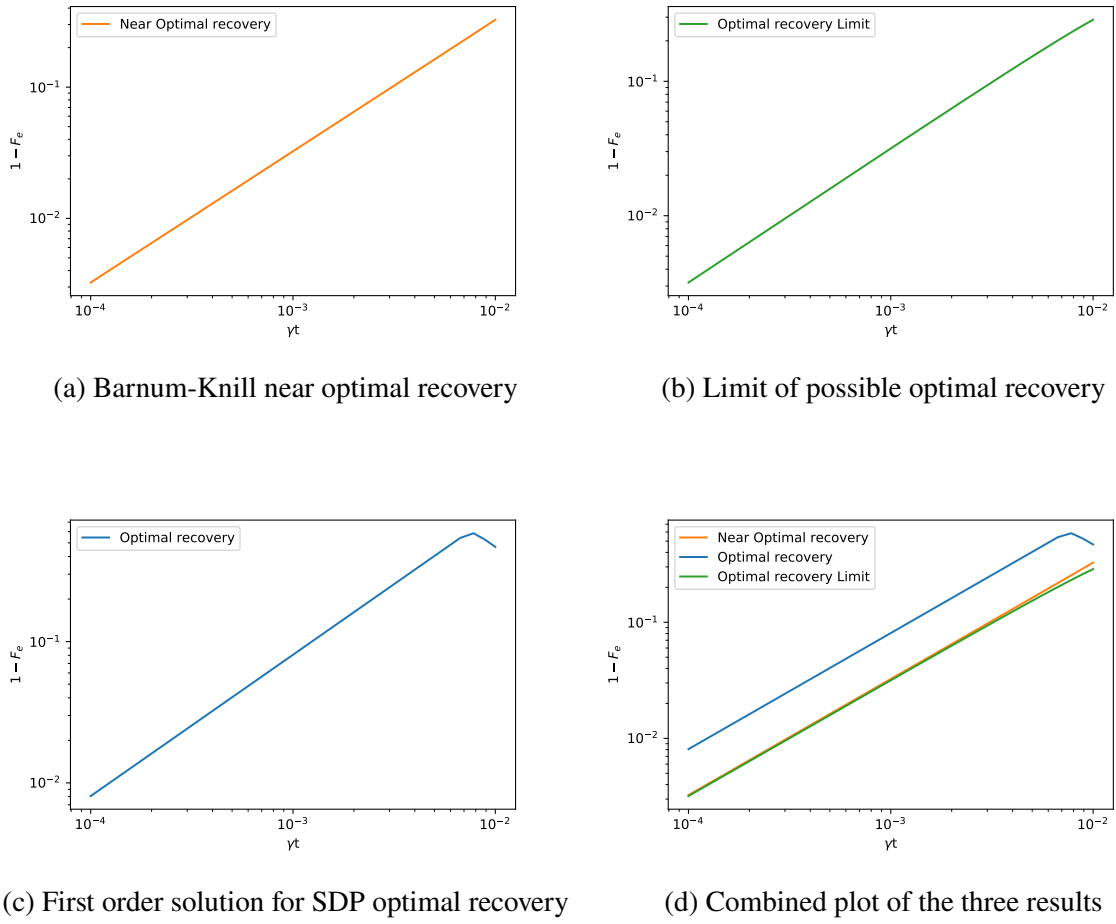 Near Optimal recovery
10⁻¹
10⁻²
1 − Fₑ
10⁻⁴
10⁻³
10⁻²
γt
(a) Barnum-Knill near optimal recovery
Optimal recovery Limit
10⁻¹
10⁻²
1 − Fₑ
10⁻⁴
10⁻³
10⁻²
γt
(b) Limit of possible optimal recovery
Optimal recovery
10⁻¹
10⁻²
1 − Fₑ
10⁻⁴
10⁻³
10⁻²
γt
(c) First order solution for SDP optimal recovery
Near Optimal recovery
Optimal recovery
Optimal recovery Limit
10⁻¹
10⁻²
1 − Fₑ
10⁻⁴
10⁻³
10⁻²
γt
(d) Combined plot of the three results